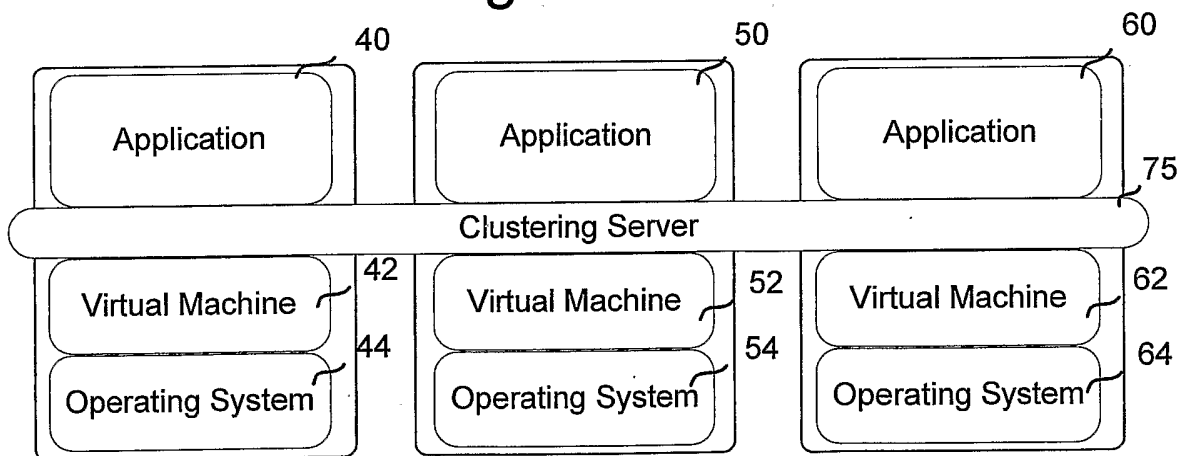 40 50 60
Application Application Application
75
Clustering Server
42 52 62
Virtual Machine Virtual Machine Virtual Machine
44 54 64
Operating System Operating System Operating System